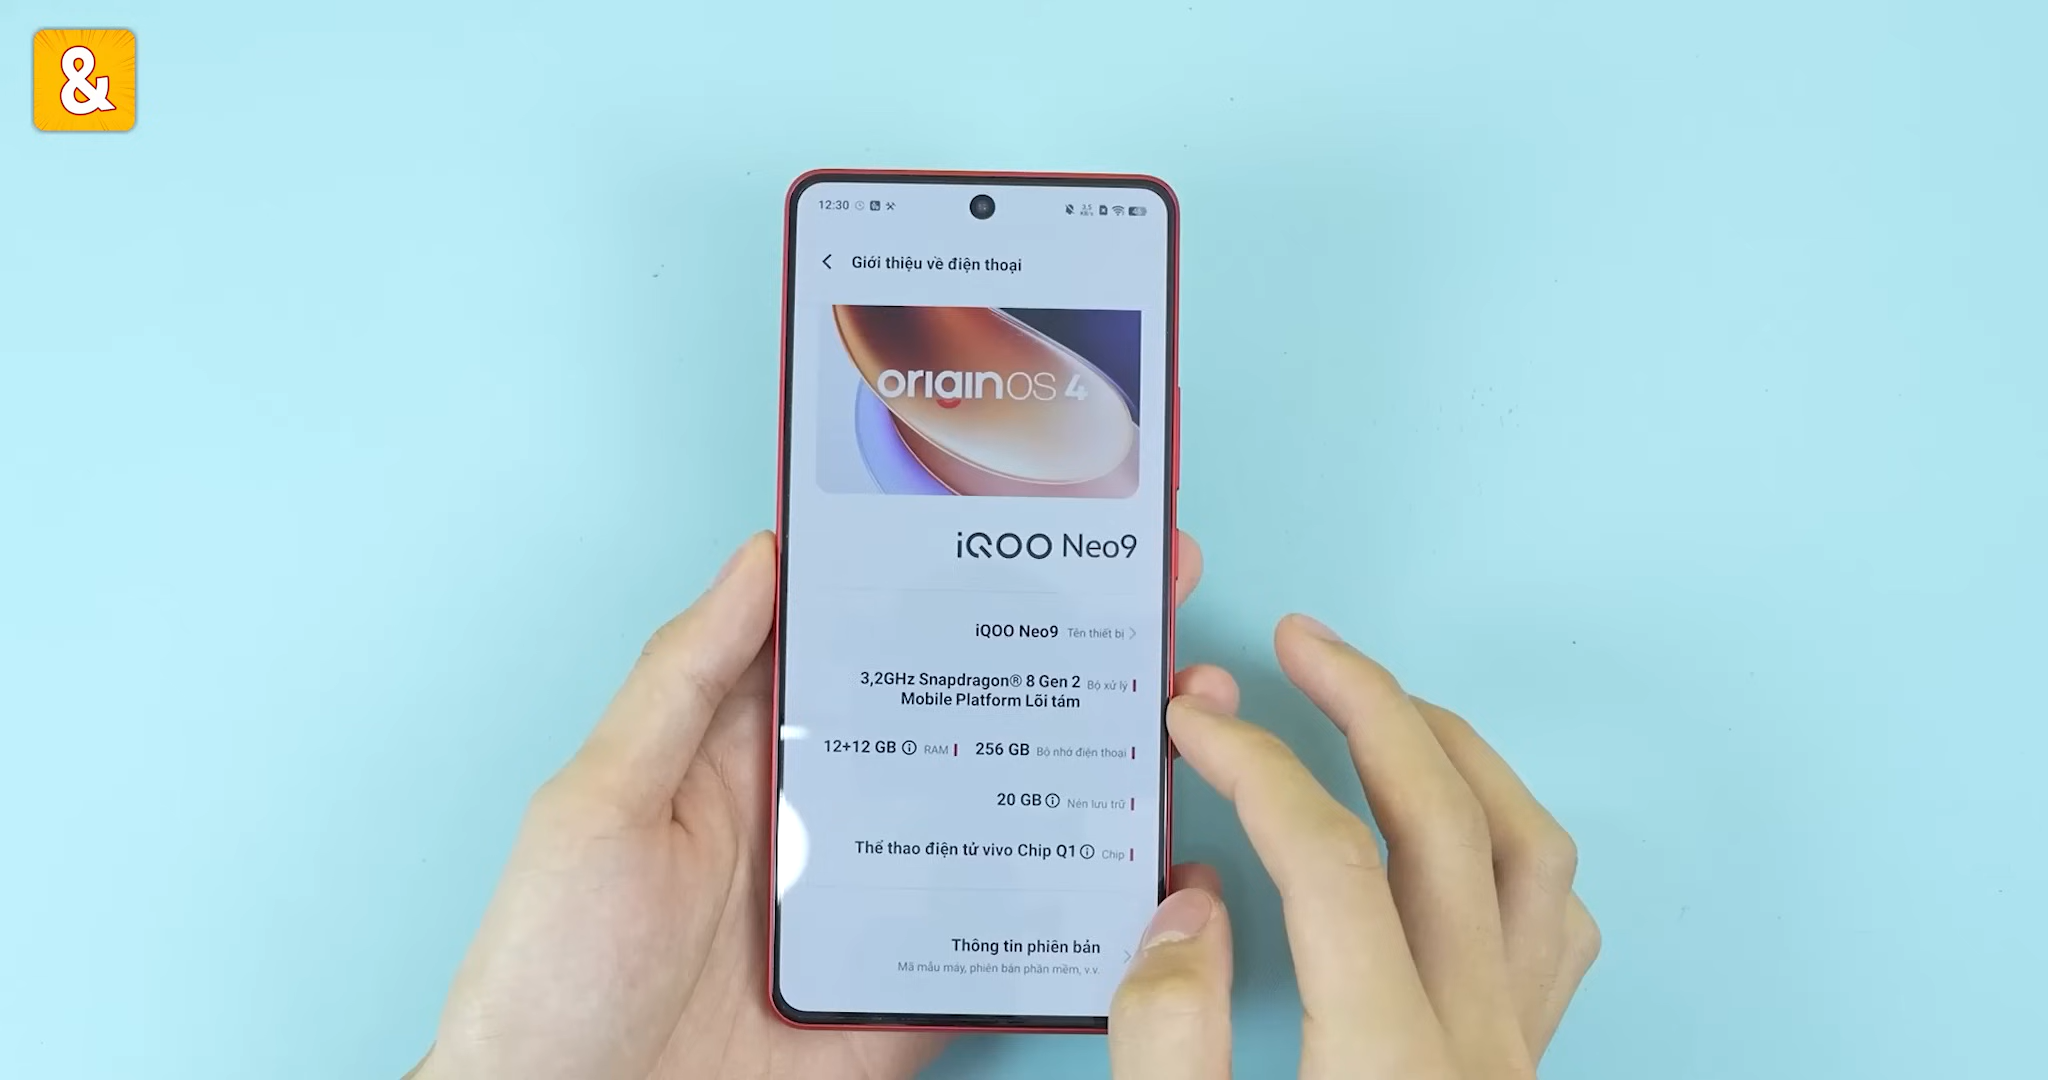 &
12:30
3,5
KB/s
Giới thiệu về điện thoại
originOS 4
iQOO Neo9
iQOO Neo9 Tên thiết bị
3,2GHz Snapdragon® 8 Gen 2 Bộ xử lý
Mobile Platform Lõi tám
12+12 GB RAM 256 GB Bộ nhớ điện thoại
20 GB Nén lưu trữ
Thể thao điện tử vivo Chip Q1 Chip
Thông tin phiên bản
Mã mẫu máy, phiên bản phần mềm, v.v.